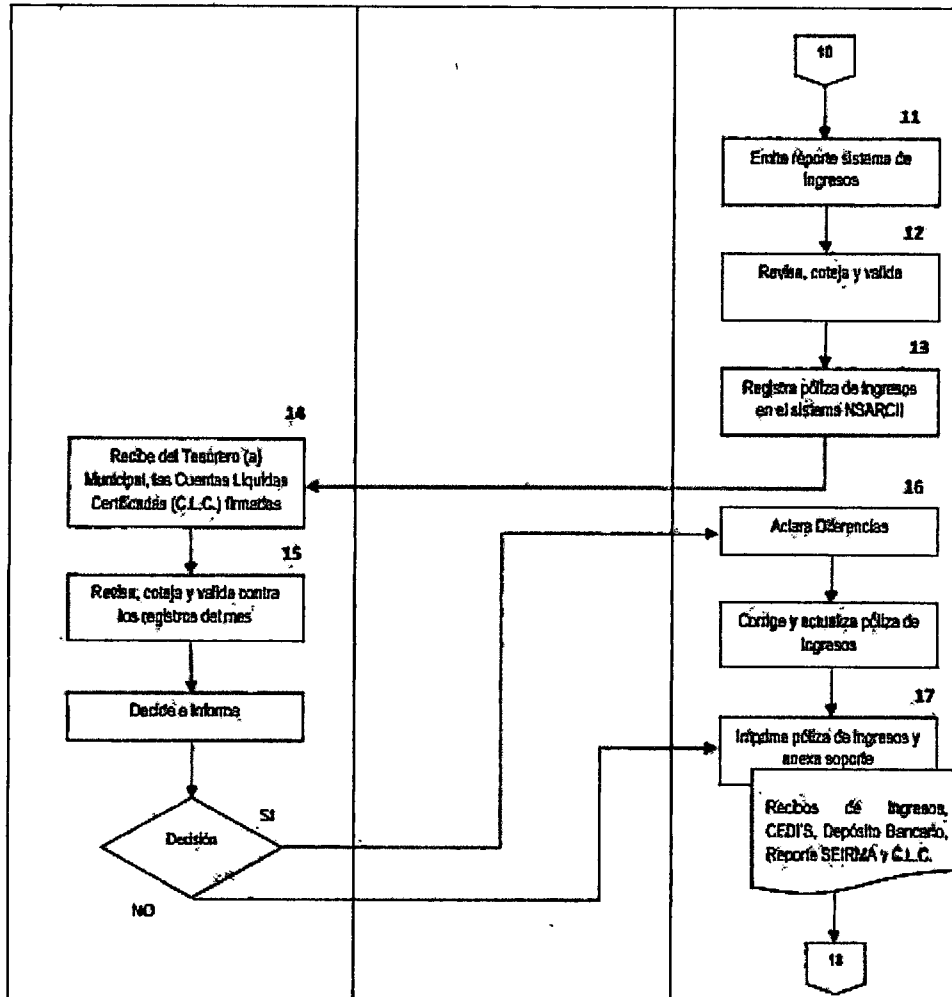 10
11
Emite reporte sistema de
Ingresos
12
Revisa, coteja y valida
13
Registra póliza de Ingresos
en el sistema NSARCII
14
Recibe del Tesorero (a)
Municipal, las Cuentas Liquidas
Certificadas (C.L.C.) firmadas
15
Revisa, coteja y valida contra
los registros del mes
Decide e Informa
Decisión
SI
NO
16
Aclara Diferencias
Corrige y actualiza póliza de
Ingresos
17
Imprime póliza de Ingresos y
anexa soporte
Recibos de Ingresos,
CEDI'S, Depósito Bancario,
Reporte SEIRMA y C.L.C.
18